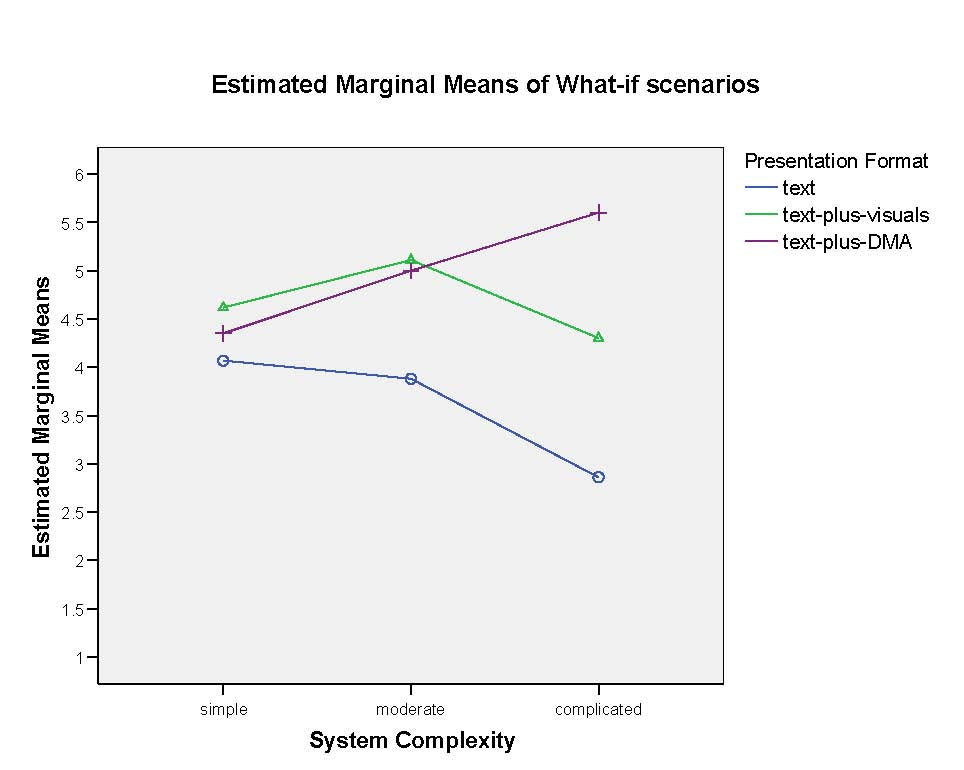 Estimated Marginal Means of What-if scenarios
Estimated Marginal Means
6
5.5
5
4.5
4
3.5
3
2.5
2
1.5
1
simple
moderate
complicated
System Complexity
Presentation Format
text
text-plus-visuals
text-plus-DMA